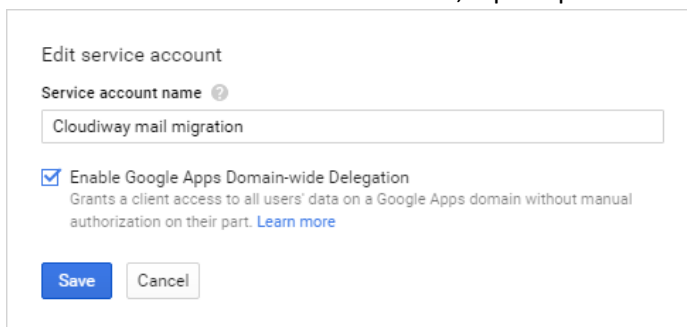 Edit service account
Service account name ?
Cloudiway mail migration
Enable Google Apps Domain-wide Delegation
Grants a client access to all users' data on a Google Apps domain without manual
authorization on their part. Learn more
Save Cancel